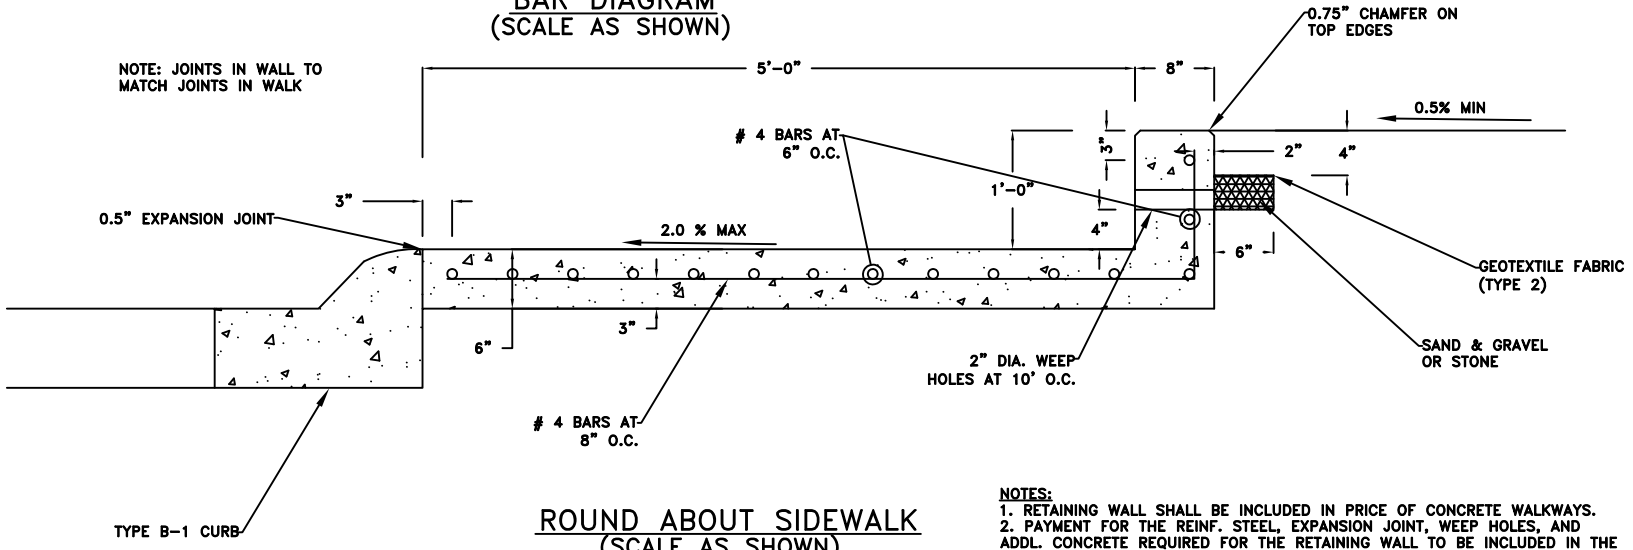 BAR DIAGRAM
(SCALE AS SHOWN)
0.75" CHAMFER ON
TOP EDGES
NOTE: JOINTS IN WALL TO
MATCH JOINTS IN WALK
5'-0"
8"
0.5% MIN
# 4 BARS AT
6" O.C.
3"
2"
4"
1'-0"
3"
0.5" EXPANSION JOINT
2.0 % MAX
4"
6"
GEOTEXTILE FABRIC
(TYPE 2)
3"
6"
2" DIA. WEEP
HOLES AT 10' O.C.
SAND & GRAVEL
OR STONE
# 4 BARS AT
8" O.C.
TYPE B-1 CURB
ROUND ABOUT SIDEWALK
(SCALE AS SHOWN)
NOTES:
1. RETAINING WALL SHALL BE INCLUDED IN PRICE OF CONCRETE WALKWAYS.
2. PAYMENT FOR THE REINF. STEEL, EXPANSION JOINT, WEEP HOLES, AND
ADDL. CONCRETE REQUIRED FOR THE RETAINING WALL TO BE INCLUDED IN THE